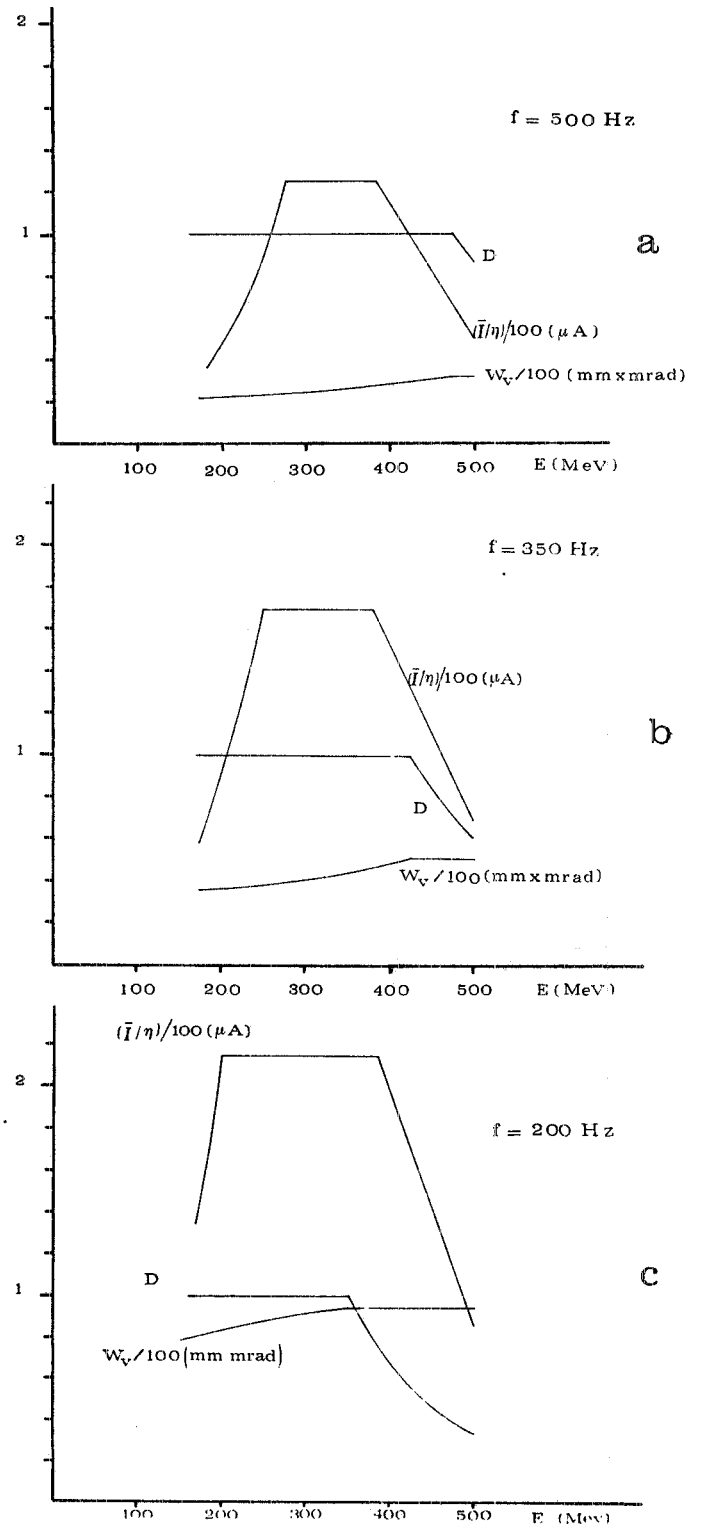 2
f = 500 Hz
1
a
D
(Ī/η)/100 (μA)
W_v/100 (mm x mrad)
100 200 300 400 500 E (MeV)
2
f = 350 Hz
(Ī/η)/100 (μA)
1
b
D
W_v/100 (mm x mrad)
100 200 300 400 500 E (MeV)
(Ī/η)/100 (μA)
2
f = 200 Hz
D
1
c
W_v/100 (mm mrad)
100 200 300 400 500 E (MeV)